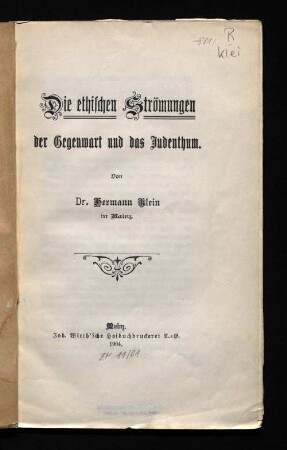 R
klei
Die ethischen Strömungen
der Gegenwart und das Judenthum.
Von
Dr. Hermann Klein
in Mainz.
Mainz.
Joh. Wirth'sche Hofbuchdruckerei A.-G.
1904.